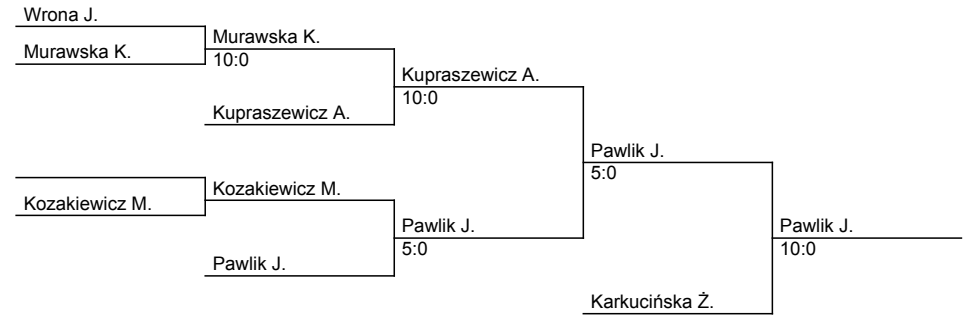 Wrona J.
Murawska K.
Murawska K.
10:0
Kupraszewicz A.
Kupraszewicz A.
10:0
Kozakiewicz M.
Kozakiewicz M.
Pawlik J.
Pawlik J.
5:0
Pawlik J.
5:0
Karkucińska Ż.
Pawlik J.
10:0